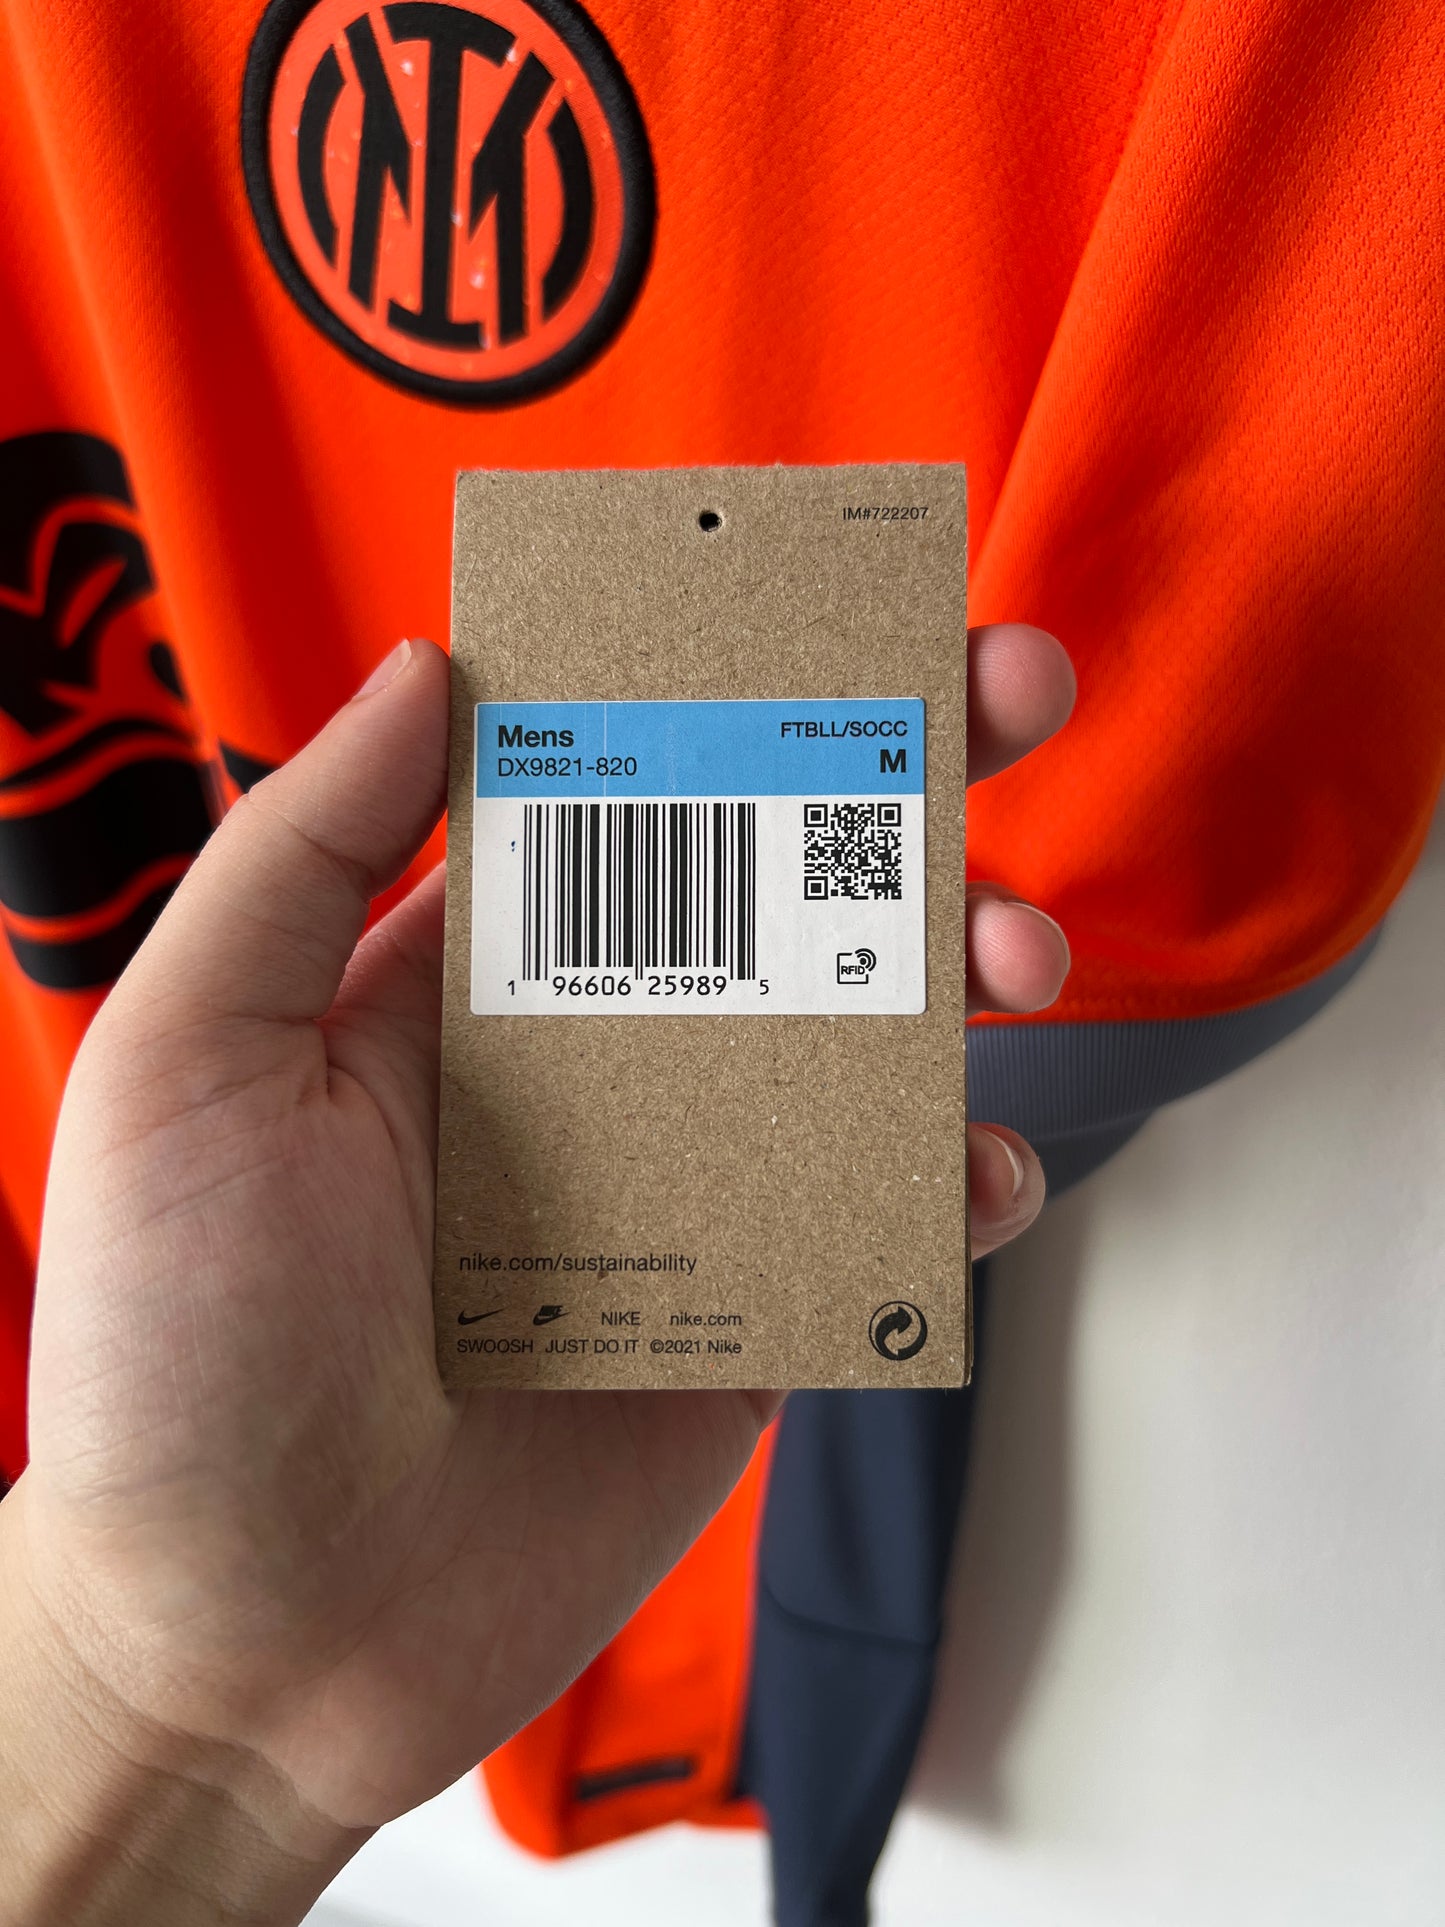 IM#722207
Mens
FTBLL/SOCC
DX9821-820
M
RFID
1 96606 25989 5
nike.com/sustainability
NIKE nike.com
SWOOSH JUST DO IT ©2021 Nike